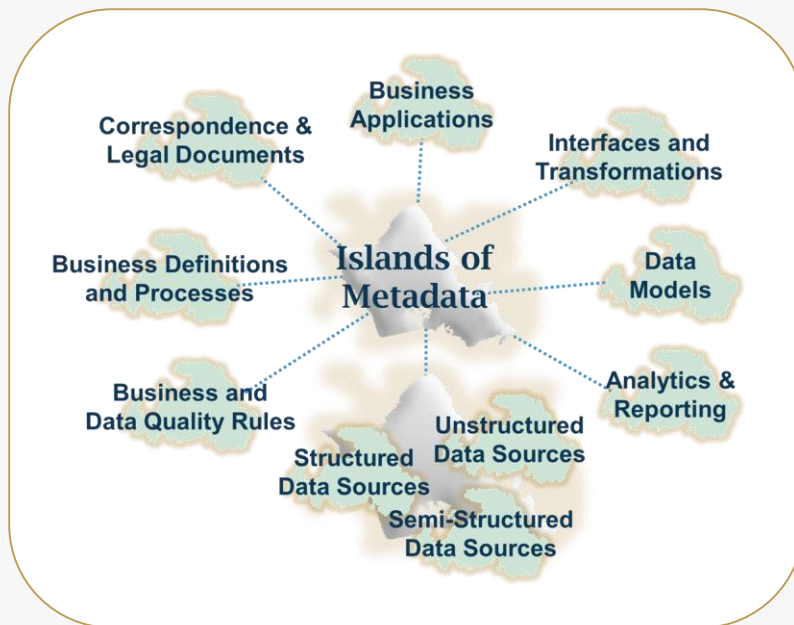 Business
Applications
Correspondence &
Legal Documents
Interfaces and
Transformations
Islands of
Metadata
Business Definitions
and Processes
Data
Models
Business and
Data Quality Rules
Analytics &
Reporting
Structured
Data Sources
Unstructured
Data Sources
Semi-Structured
Data Sources